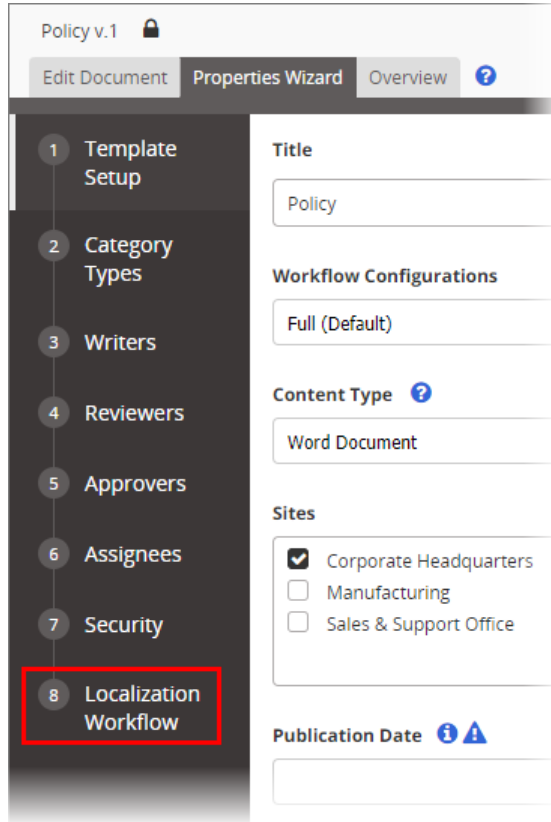 Policy v.1
Edit Document Properties Wizard Overview ?
1 Template
Setup
2 Category
Types
3 Writers
4 Reviewers
5 Approvers
6 Assignees
7 Security
8 Localization
Workflow
Title
Policy
Workflow Configurations
Full (Default)
Content Type ?
Word Document
Sites
Corporate Headquarters
Manufacturing
Sales & Support Office
Publication Date